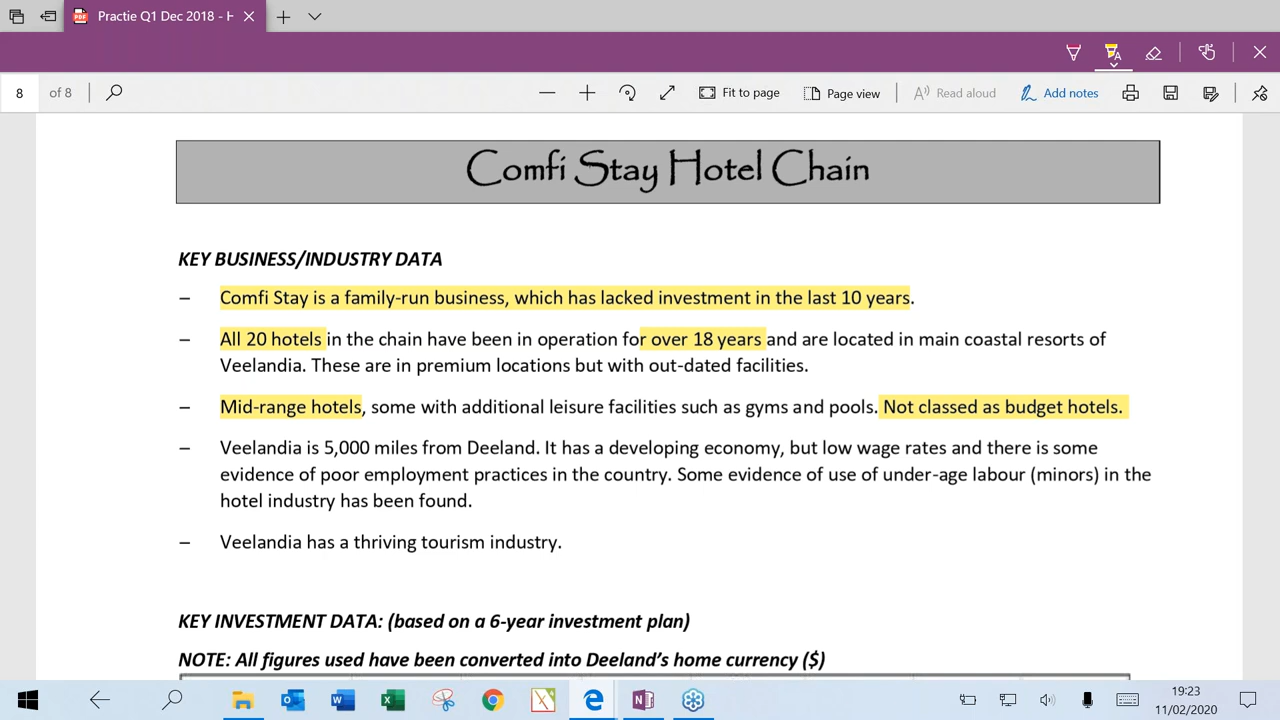 Practie Q1 Dec 2018 - H
8 of 8
Fit to page
Page view
Read aloud
Add notes
Comfi Stay Hotel Chain
KEY BUSINESS/INDUSTRY DATA
– Comfi Stay is a family-run business, which has lacked investment in the last 10 years.
– All 20 hotels in the chain have been in operation for over 18 years and are located in main coastal resorts of
Veelandia. These are in premium locations but with out-dated facilities.
– Mid-range hotels, some with additional leisure facilities such as gyms and pools. Not classed as budget hotels.
– Veelandia is 5,000 miles from Deeland. It has a developing economy, but low wage rates and there is some
evidence of poor employment practices in the country. Some evidence of use of under-age labour (minors) in the
hotel industry has been found.
– Veelandia has a thriving tourism industry.
KEY INVESTMENT DATA: (based on a 6-year investment plan)
NOTE: All figures used have been converted into Deeland's home currency ($)
19:23
11/02/2020